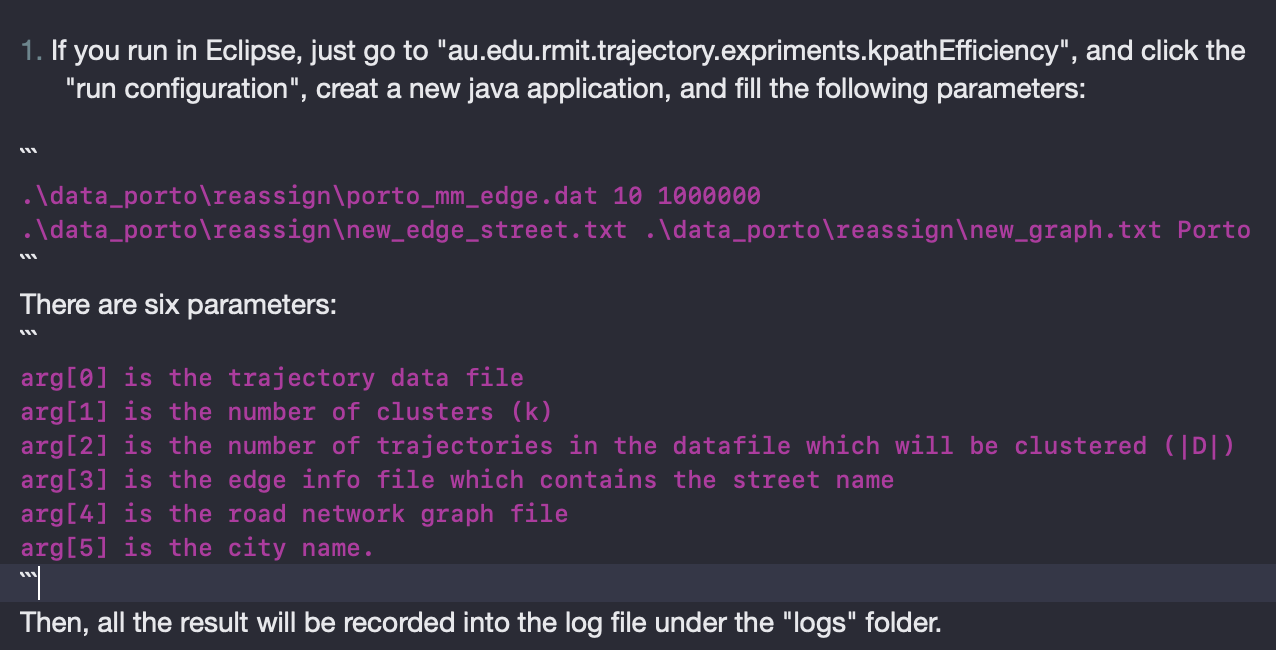 1. If you run in Eclipse, just go to "au.edu.rmit.trajectory.expriments.kpathEfficiency", and click the
"run configuration", creat a new java application, and fill the following parameters:
```
.\data_porto\reassign\porto_mm_edge.dat 10 1000000
.\data_porto\reassign\new_edge_street.txt .\data_porto\reassign\new_graph.txt Porto
```
There are six parameters:
```
arg[0] is the trajectory data file
arg[1] is the number of clusters (k)
arg[2] is the number of trajectories in the datafile which will be clustered (|D|)
arg[3] is the edge info file which contains the street name
arg[4] is the road network graph file
arg[5] is the city name.
```
Then, all the result will be recorded into the log file under the "logs" folder.